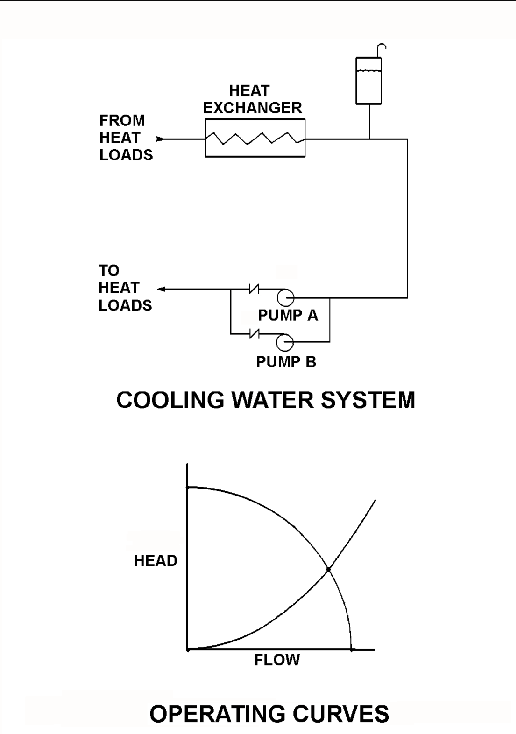 HEAT
EXCHANGER
FROM
HEAT
LOADS
TO
HEAT
LOADS
PUMP A
PUMP B
COOLING WATER SYSTEM
HEAD
FLOW
OPERATING CURVES